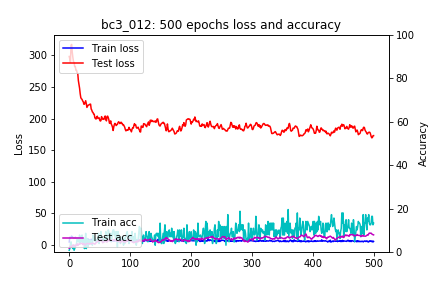 bc3_012: 500 epochs loss and accuracy
Train loss
Test loss
Train acc
Test acc
Loss
Accuracy
300
250
200
150
100
50
0
100
80
60
40
20
0
0
100
200
300
400
500